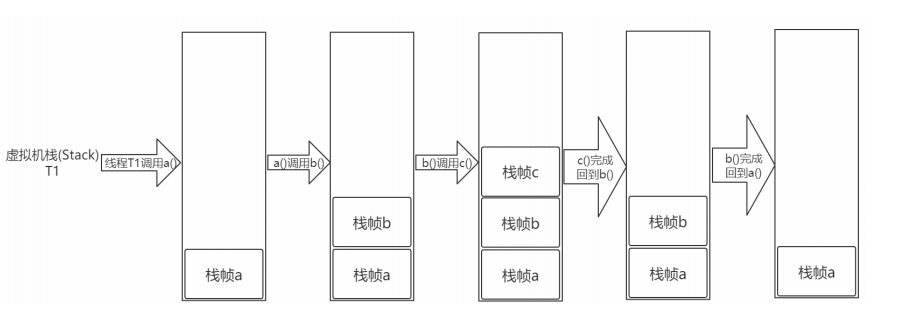 虚拟机栈(Stack)
T1
线程T1调用a()
栈帧a
a()调用b()
栈帧b
栈帧a
b()调用c()
栈帧c
栈帧b
栈帧a
c()完成
回到b()
栈帧b
栈帧a
b()完成
回到a()
栈帧a